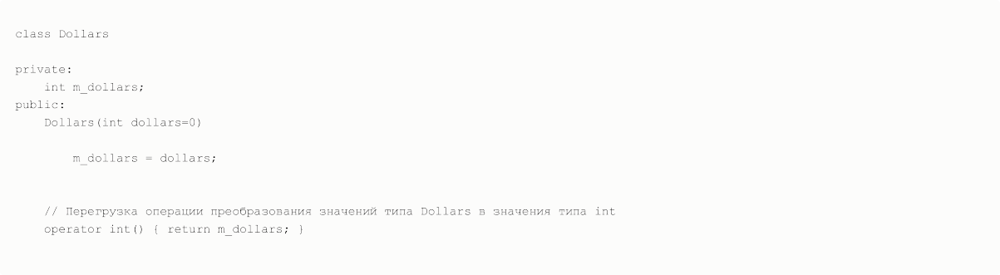 class Dollars
private:
    int m_dollars;
public:
    Dollars(int dollars=0)
        m_dollars = dollars;
    // Перегрузка операции преобразования значений типа Dollars в значения типа int
    operator int() { return m_dollars; }